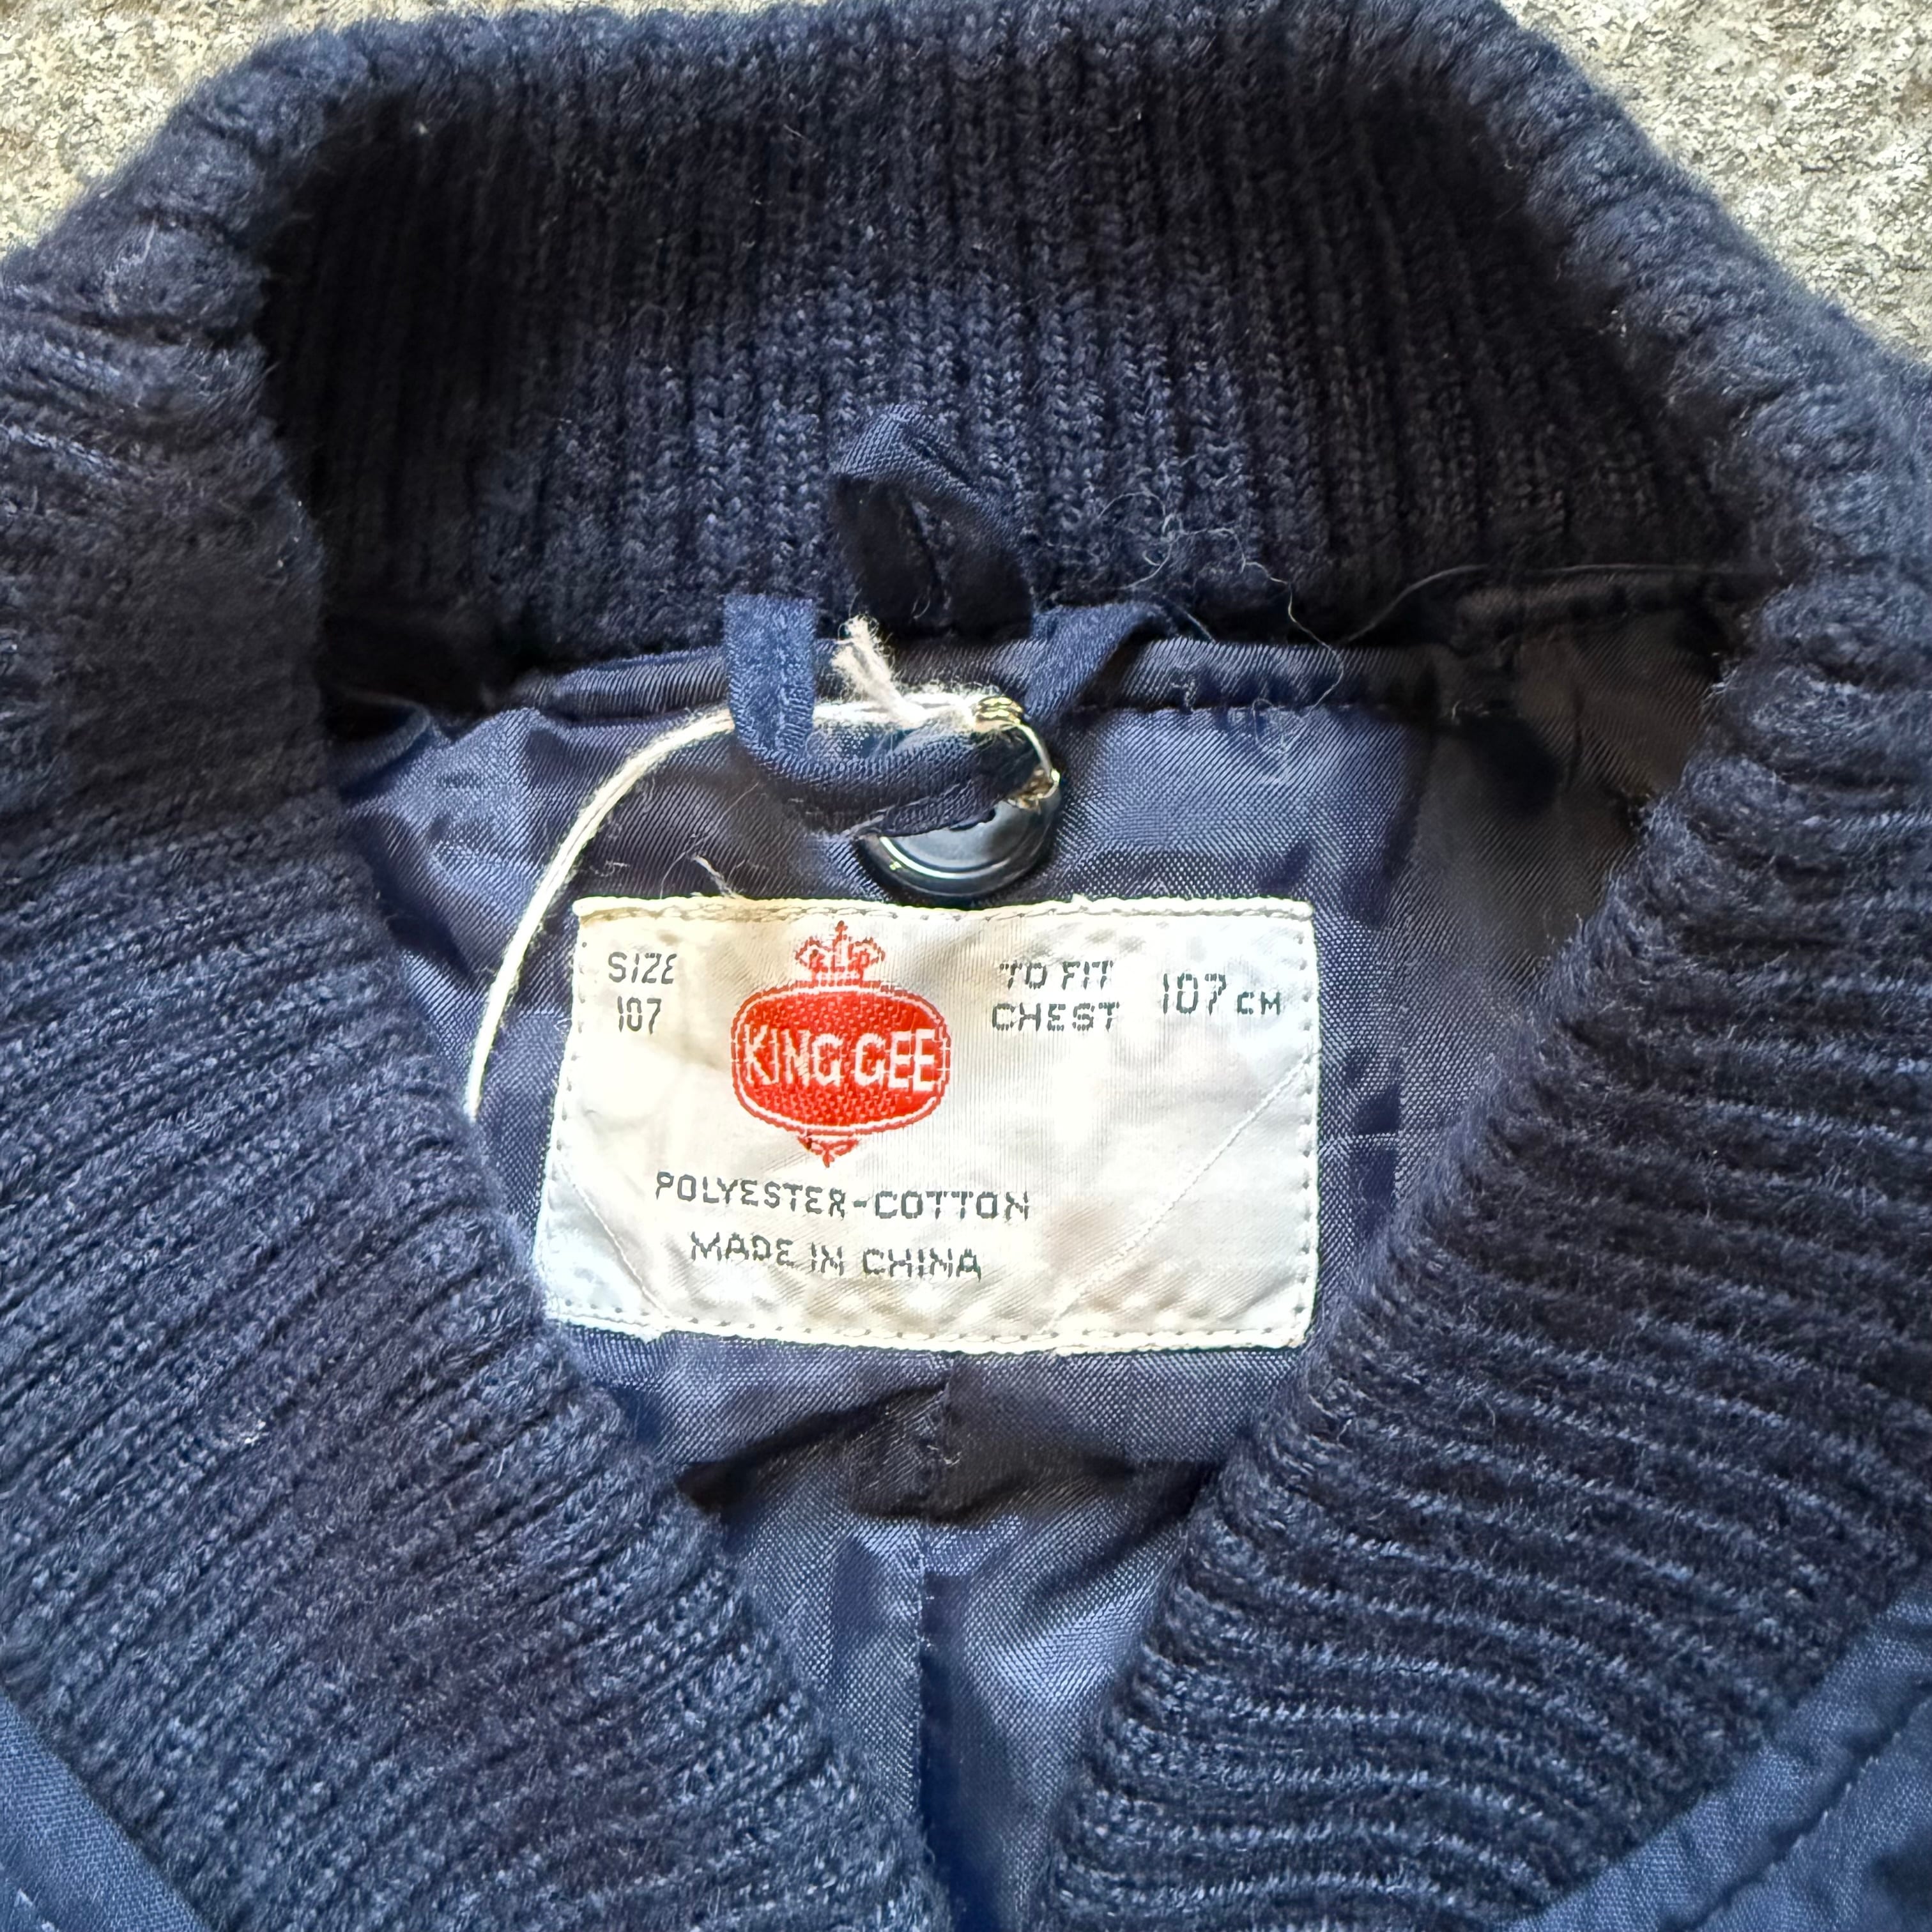 SIZE
107
KING GEE
TO FIT
CHEST
107 CM
POLYESTER-COTTON
MADE IN CHINA